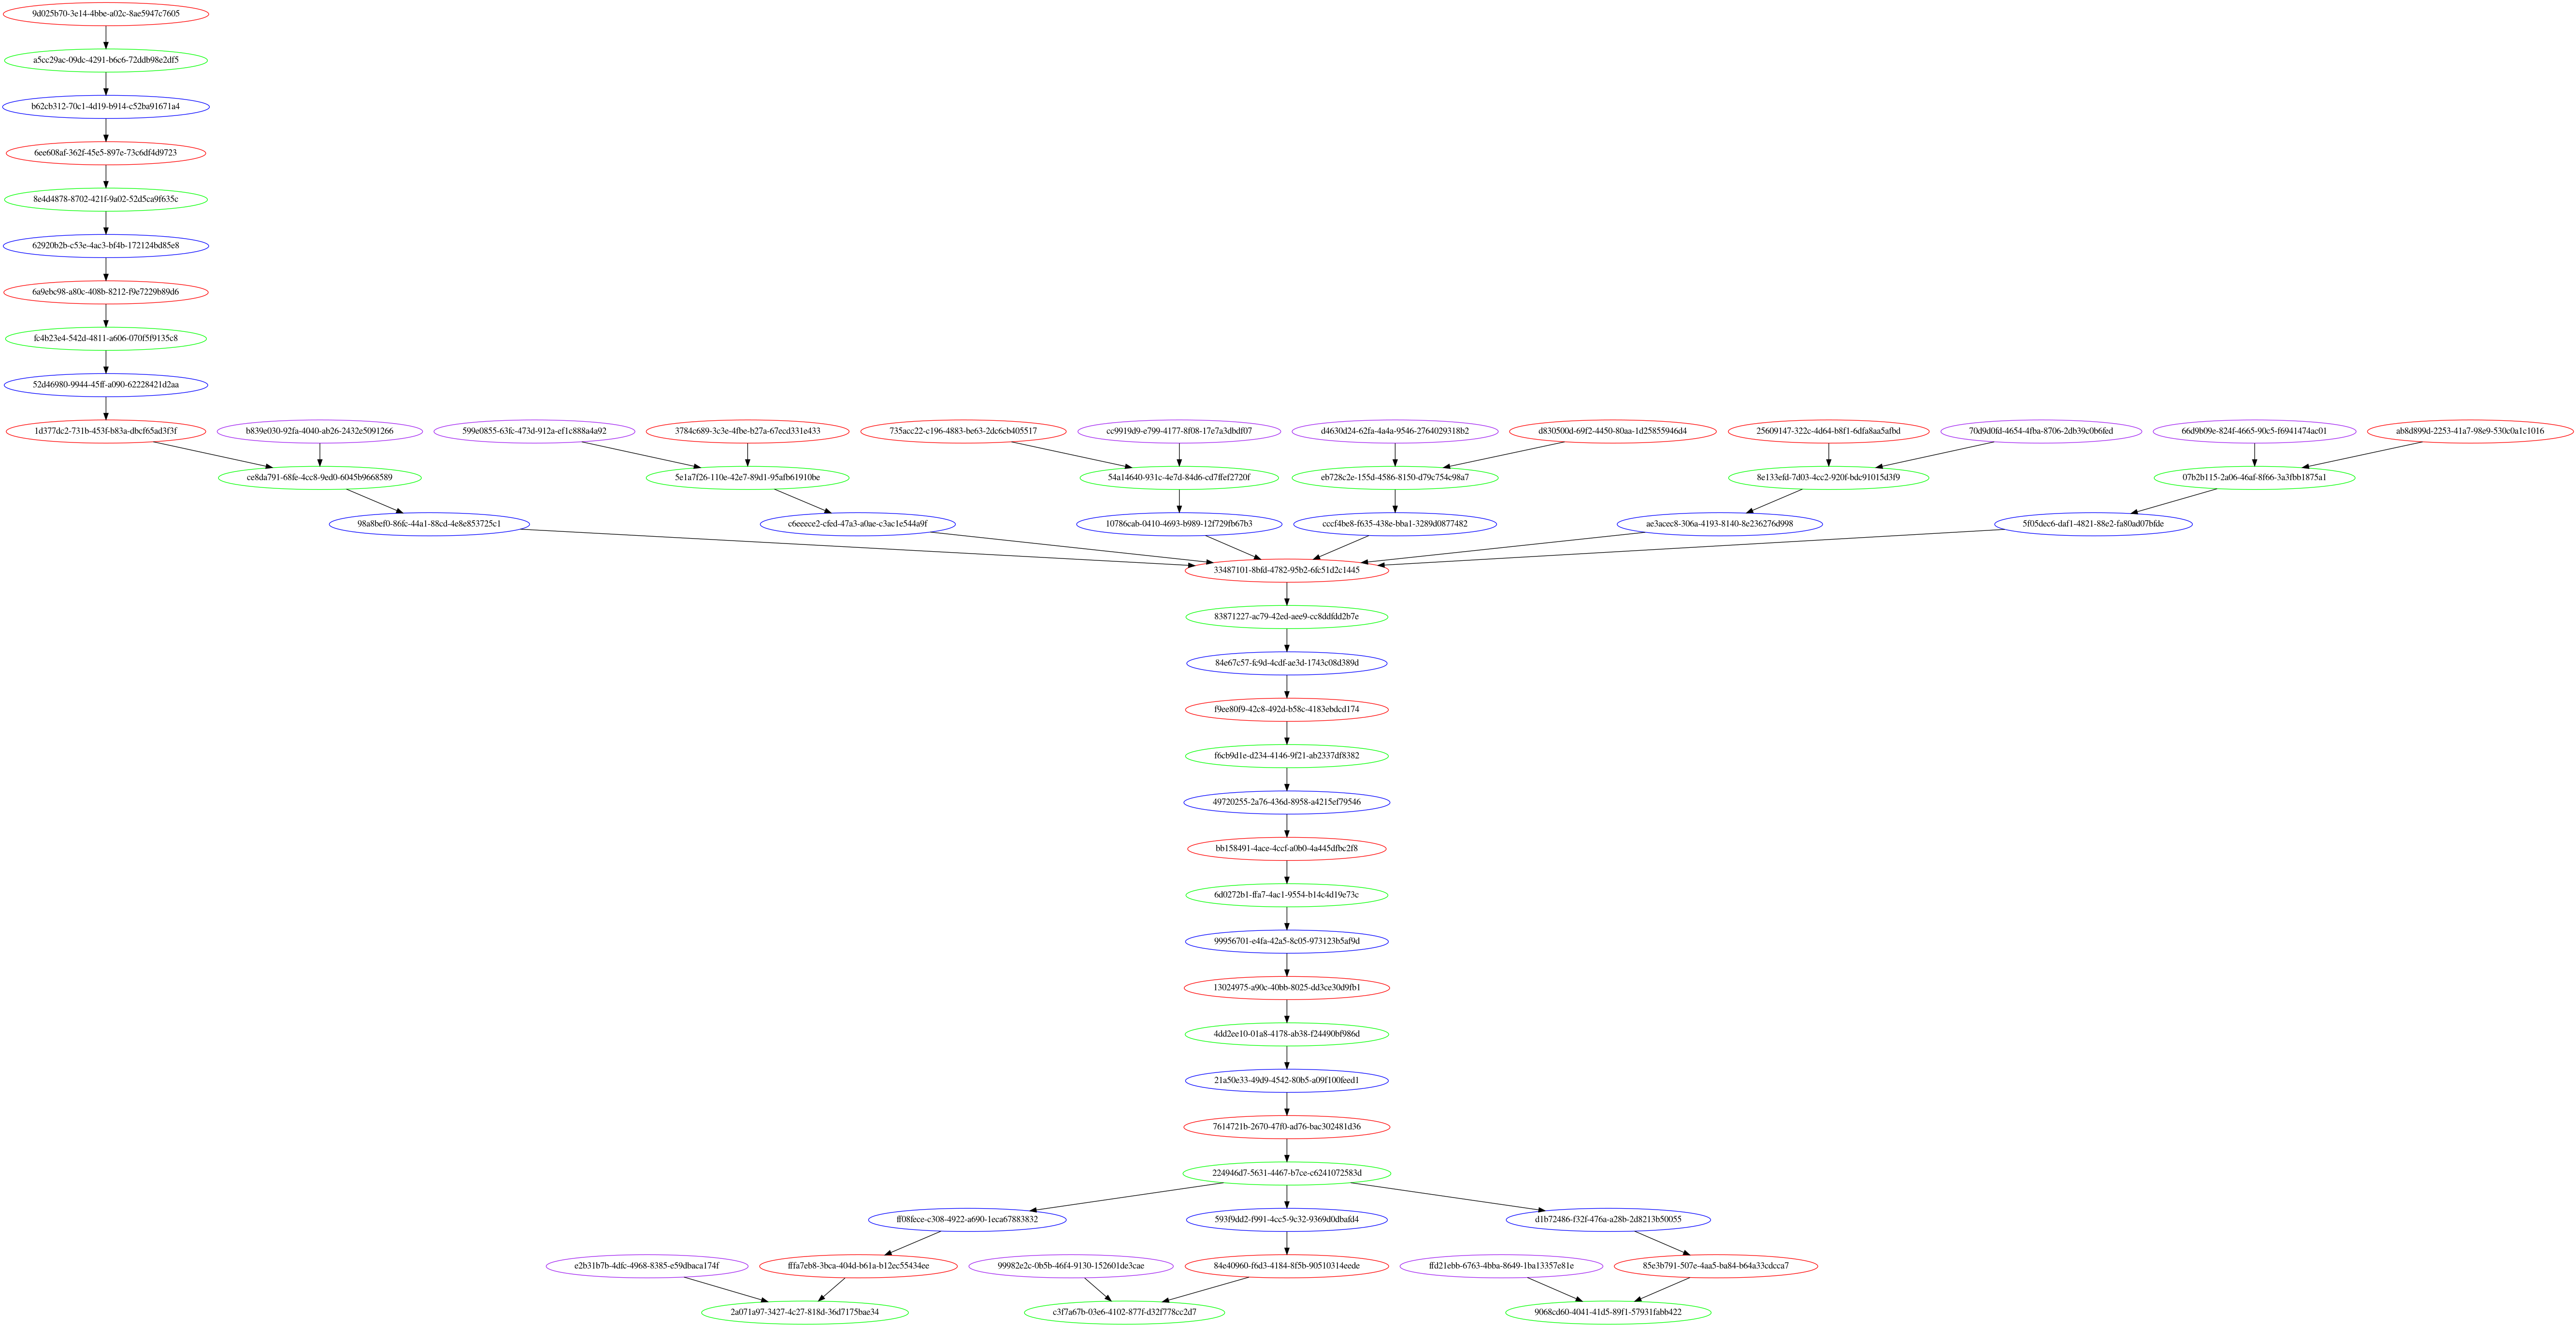 9d025b70-3e14-4bbe-a02c-8ae5947c7605
a5cc29ac-09dc-4291-b6c6-72ddb98e2df5
b62cb312-70c1-4d19-b914-c52ba91671a4
6ee608af-362f-45e5-897e-73c6df4d9723
8e4d4878-8702-421f-9a02-52d5ca9f635c
62920b2b-c53e-4ac3-bf4b-172124bd85e8
6a9ebc98-a80c-408b-8212-f9e7229b89d6
fc4b23e4-542d-4811-a606-070f5f9135c8
52d46980-9944-45ff-a090-62228421d2aa
1d377dc2-731b-453f-b83a-dbcf65ad3f3f
b839e030-92fa-4040-ab26-2432e5091266
599e0855-63fc-473d-912a-ef1c888a4a92
3784c689-3c3e-4fbe-b27a-67ecd331e433
735acc22-c196-4883-be63-2dc6cb405517
cc9919d9-e799-4177-8f08-17e7a3dbdf07
d4630d24-62fa-4a4a-9546-2764029318b2
d830500d-69f2-4450-80aa-1d25855946d4
25609147-322c-4d64-b8f1-6dfa8aa5afbd
70d9d0fd-4654-4fba-8706-2db39c0b6fed
66d9b09e-824f-4665-90c5-f6941474ac01
ab8d899d-2253-41a7-98e9-530c0a1c1016
ce8da791-68fe-4cc8-9ed0-6045b9668589
5e1a7f26-110e-42e7-89d1-95afb61910be
54a14640-931c-4e7d-84d6-cd7ffef2720f
eb728c2e-155d-4586-8150-d79c754c98a7
8e133efd-7d03-4cc2-920f-bdc91015d3f9
07b2b115-2a06-46af-8f66-3a3fbb1875a1
98a8bef0-86fc-44a1-88cd-4e8e853725c1
c6eeece2-cfed-47a3-a0ae-c3ac1e544a9f
10786cab-0410-4693-b989-12f729fb67b3
cccf4be8-f635-438e-bba1-3289d0877482
ae3acec8-306a-4193-8140-8e236276d998
5f05dec6-daf1-4821-88e2-fa80ad07bfde
33487101-8bfd-4782-95b2-6fc51d2c1445
83871227-ac79-42ed-aee9-cc8ddfdd2b7e
84e67c57-fc9d-4cdf-ae3d-1743c08d389d
f9ee80f9-42c8-492d-b58c-4183ebdcd174
f6cb9d1e-d234-4146-9f21-ab2337df8382
49720255-2a76-436d-8958-a4215ef79546
bb158491-4ace-4ccf-a0b0-4a445dfbc2f8
6d0272b1-ffa7-4ac1-9554-b14c4d19e73c
99956701-e4fa-42a5-8c05-973123b5af9d
13024975-a90c-40bb-8025-dd3ce30d9fb1
4dd2ee10-01a8-4178-ab38-f24490bf986d
21a50e33-49d9-4542-80b5-a09f100feed1
7614721b-2670-47f0-ad76-bac302481d36
224946d7-5631-4467-b7ce-c6241072583d
ff08fece-c308-4922-a690-1eca67883832
593f9dd2-f991-4cc5-9c32-9369d0dbafd4
d1b72486-f32f-476a-a28b-2d8213b50055
e2b31b7b-4dfc-4968-8385-e59dbaca174f
fffa7eb8-3bca-404d-b61a-b12ec55434ee
99982e2c-0b5b-46f4-9130-152601de3cae
84e40960-f6d3-4184-8f5b-90510314eede
ffd21ebb-6763-4bba-8649-1ba13357e81e
85e3b791-507e-4aa5-ba84-b64a33cdcca7
2a071a97-3427-4c27-818d-36d7175bae34
c3f7a67b-03e6-4102-877f-d32f778cc2d7
9068cd60-4041-41d5-89f1-57931fabb422